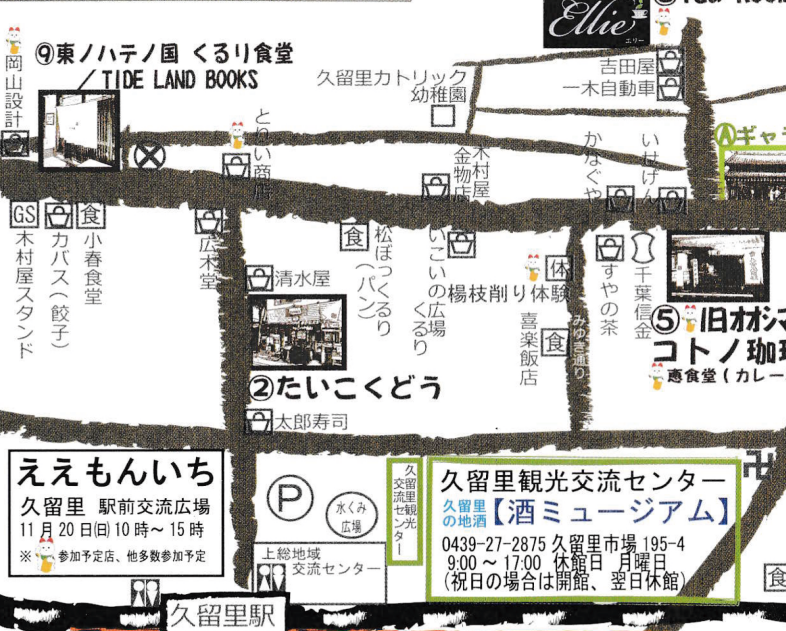 Ellie
エリー
⑨東ノハテノ国 くるり食堂
/ TIDE LAND BOOKS
岡山設計
久留里カトリック
幼稚園
吉田屋
一木自動車
とりい商店
木村屋
金物店
かなぐや
いせげん
Ⓐギャラ
GS
木村屋スタンド
カバス(餃子)
食
小春食堂
広木堂
食
松ぼっくるり
(パン)
いこいの広場
くるり
清水屋
休
楊枝削り体験
喜楽飯店
食
みゆき通り
すやの茶
千葉信金
⑤旧オオシマ
コトノ珈琲
恵食堂(カレー
②たいこくどう
太郎寿司
ええもんいち
久留里 駅前交流広場
11月20日(日)10時~15時
※ 参加予定店、他多数参加予定
P
水くみ
広場
久留里観光
交流センター
上総地域
交流センター
久留里観光交流センター
久留里
の地酒
【酒ミュージアム】
0439-27-2875 久留里市場 195-4
9:00 ~ 17:00 休館日 月曜日
(祝日の場合は開館、翌日休館)
卍
食
久留里駅